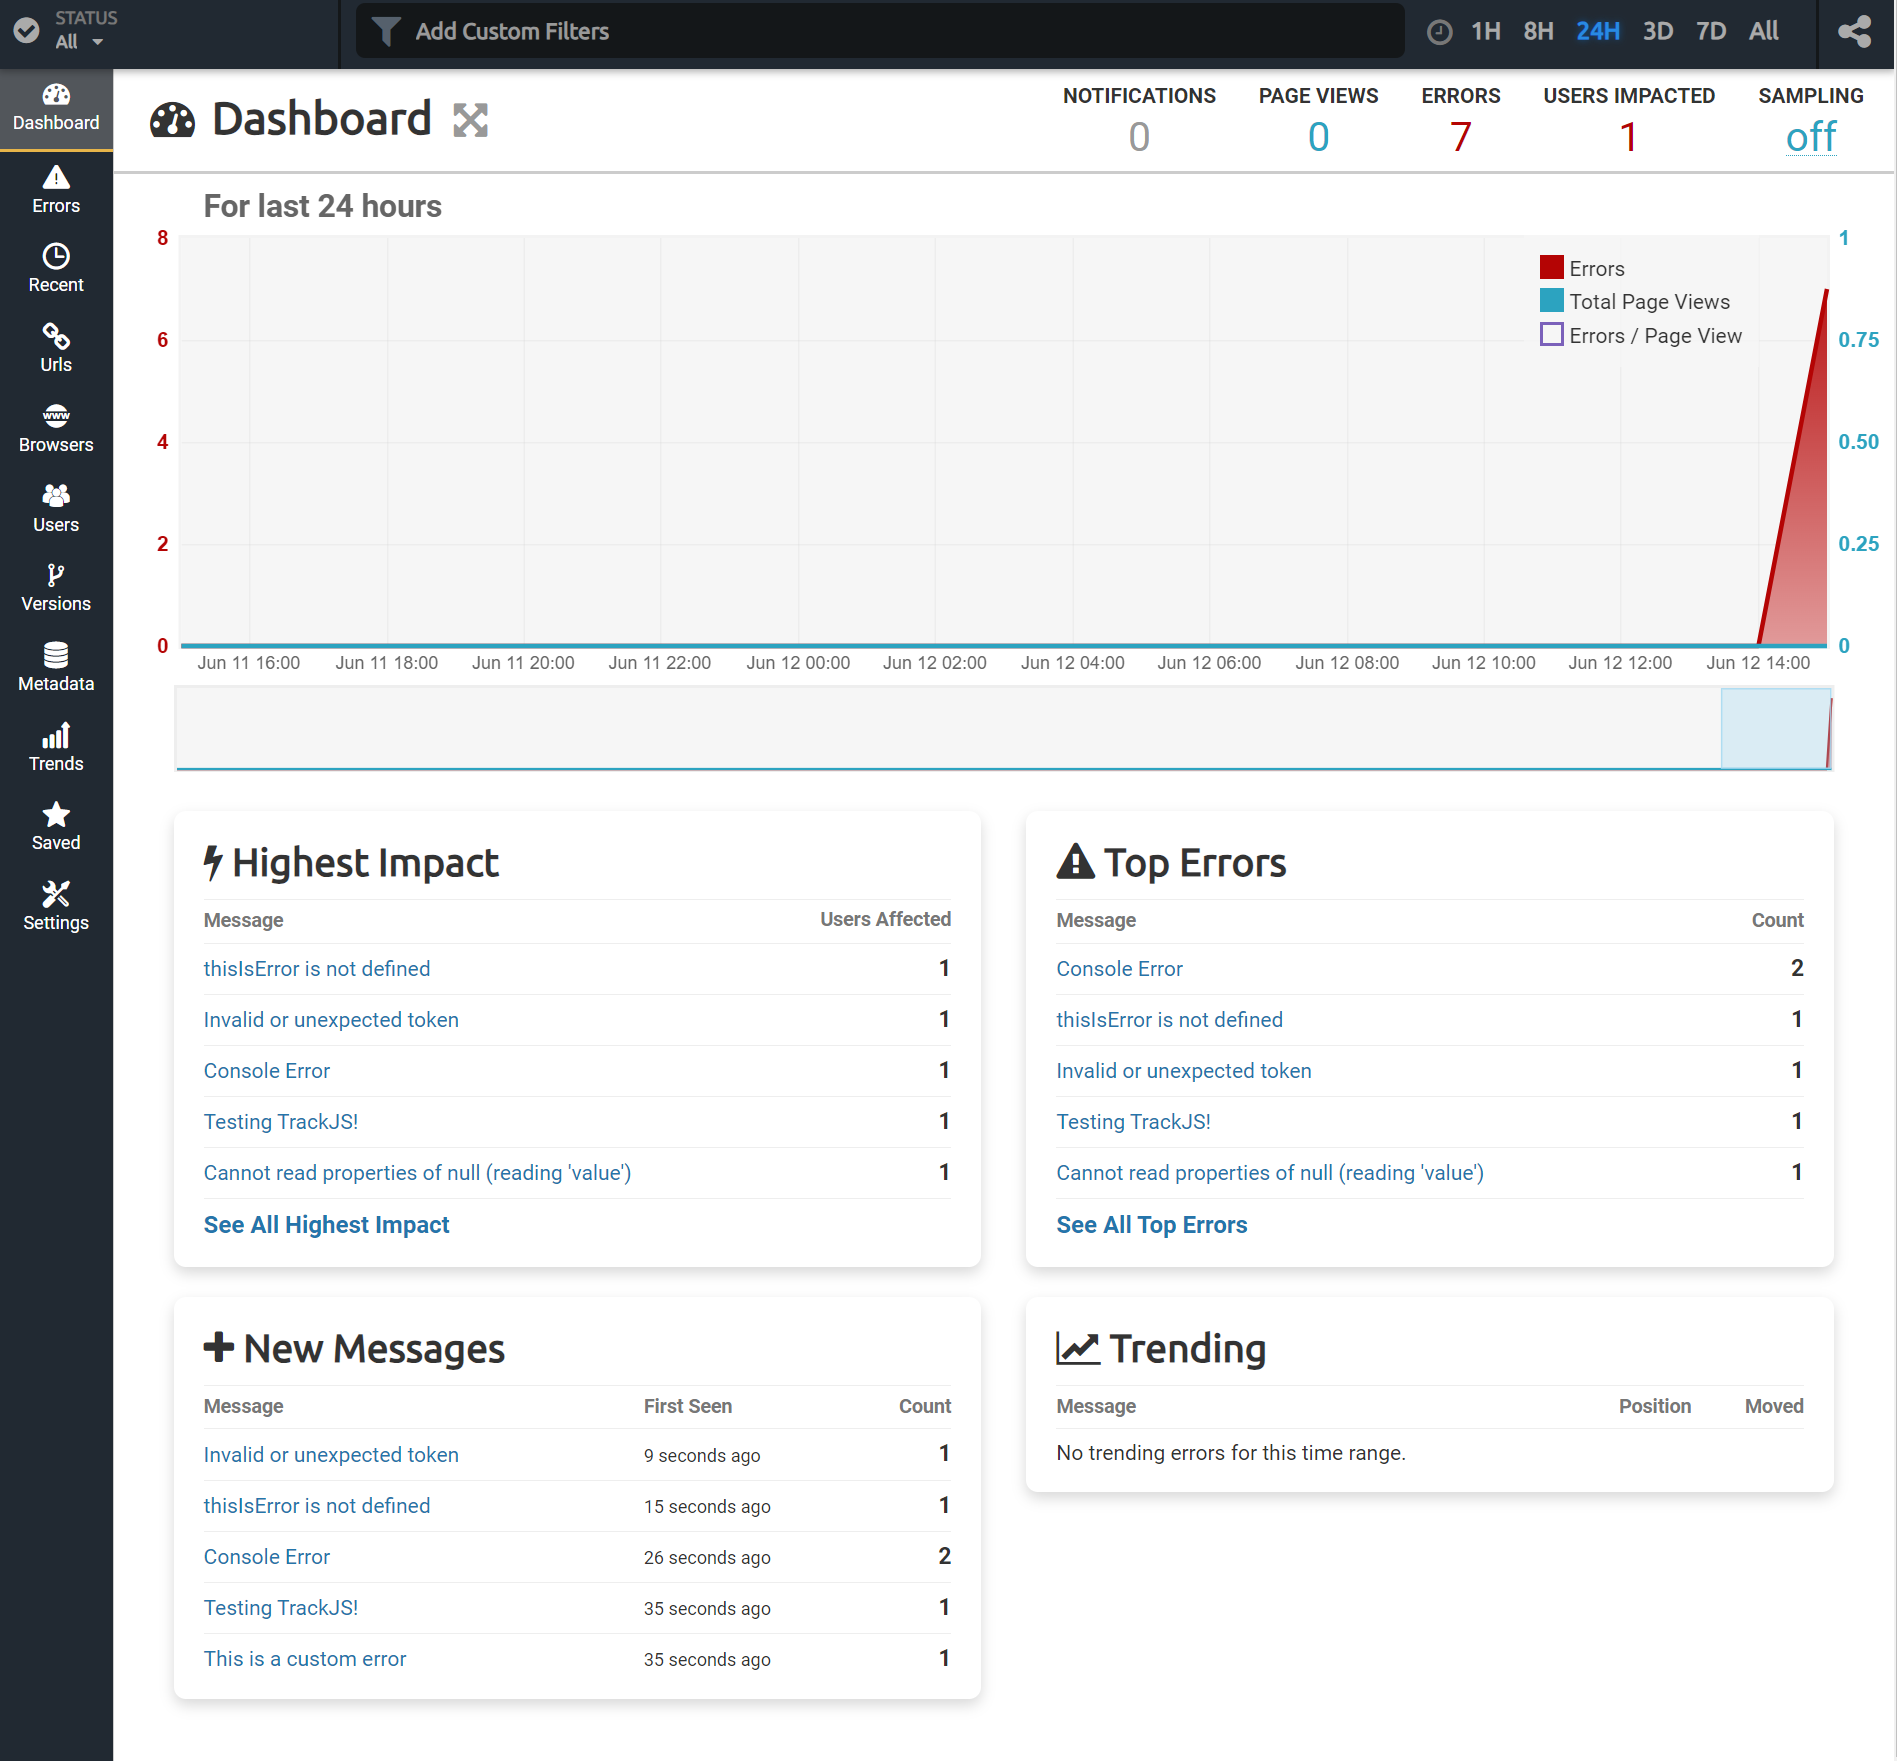 STATUS
All
Add Custom Filters
1H 8H 24H 3D 7D All
Dashboard
Errors
Recent
Urls
www
Browsers
Users
Versions
Metadata
Trends
Saved
Settings
Dashboard
NOTIFICATIONS PAGE VIEWS ERRORS USERS IMPACTED SAMPLING
0 0 7 1 off
For last 24 hours
8 1
6 0.75
4 0.50
2 0.25
0 0
Errors
Total Page Views
Errors / Page View
Jun 11 16:00 Jun 11 18:00 Jun 11 20:00 Jun 11 22:00 Jun 12 00:00 Jun 12 02:00 Jun 12 04:00 Jun 12 06:00 Jun 12 08:00 Jun 12 10:00 Jun 12 12:00 Jun 12 14:00
Highest Impact
Message Users Affected
thisIsError is not defined 1
Invalid or unexpected token 1
Console Error 1
Testing TrackJS! 1
Cannot read properties of null (reading 'value') 1
See All Highest Impact
Top Errors
Message Count
Console Error 2
thisIsError is not defined 1
Invalid or unexpected token 1
Testing TrackJS! 1
Cannot read properties of null (reading 'value') 1
See All Top Errors
New Messages
Message First Seen Count
Invalid or unexpected token 9 seconds ago 1
thisIsError is not defined 15 seconds ago 1
Console Error 26 seconds ago 2
Testing TrackJS! 35 seconds ago 1
This is a custom error 35 seconds ago 1
Trending
Message Position Moved
No trending errors for this time range.